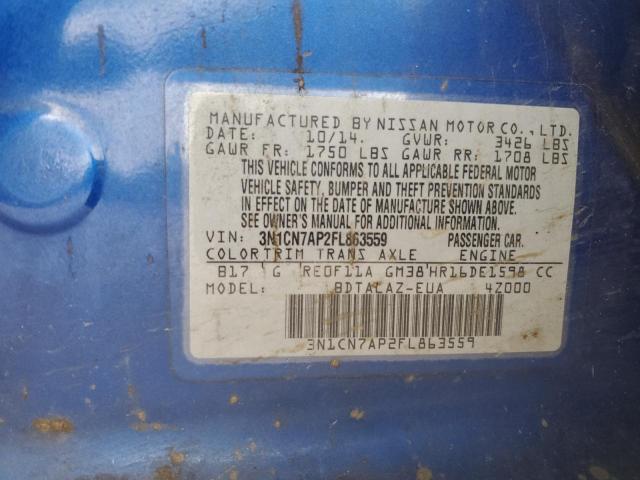 MANUFACTURED BY NISSAN MOTOR CO., LTD.
DATE: 10/14. GVWR: 3426 LBS
GAWR FR: 1750 LBS GAWR RR: 1708 LBS
THIS VEHICLE CONFORMS TO ALL APPLICABLE FEDERAL MOTOR
VEHICLE SAFETY, BUMPER AND THEFT PREVENTION STANDARDS
IN EFFECT ON THE DATE OF MANUFACTURE SHOWN ABOVE.
SEE OWNER'S MANUAL FOR ADDITIONAL INFORMATION.
VIN: 3N1CN7AP2FL863559 PASSENGER CAR.
COLOR TRIM TRANS AXLE ENGINE
B17 G RE0F11A GM38 HR16DE1598 CC
MODEL: BDTALAZ-EUA 4Z000
3N1CN7AP2FL863559